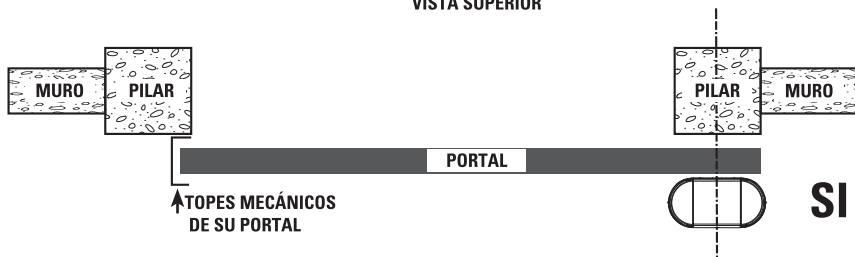 VISTA SUPERIOR
MURO PILAR PILAR MURO
PORTAL
SI
TOPES MECÁNICOS
DE SU PORTAL